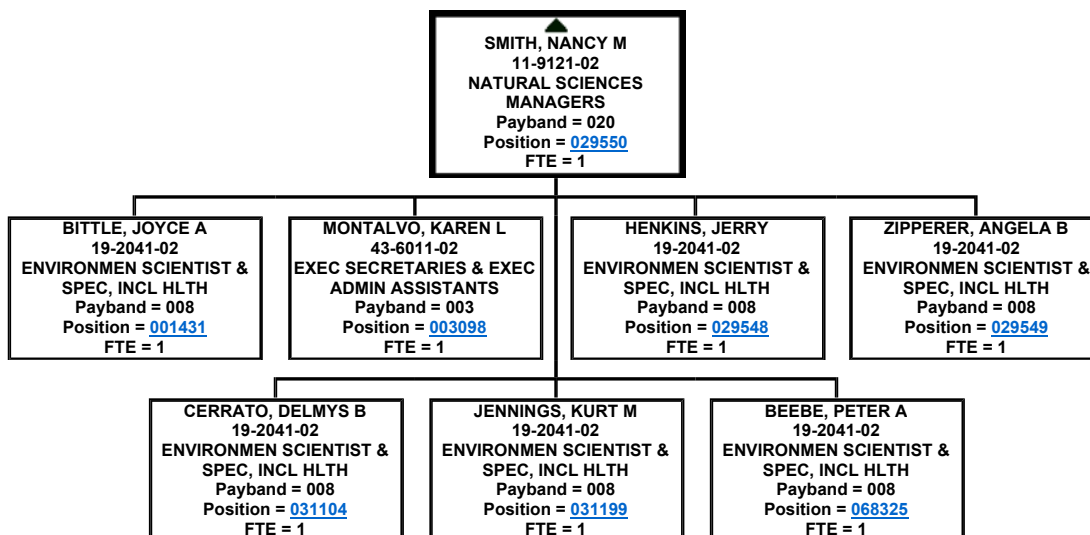 SMITH, NANCY M
11-9121-02
NATURAL SCIENCES
MANAGERS
Payband = 020
Position = 029550
FTE = 1
BITTLE, JOYCE A
19-2041-02
ENVIRONMEN SCIENTIST &
SPEC, INCL HLTH
Payband = 008
Position = 001431
FTE = 1
MONTALVO, KAREN L
43-6011-02
EXEC SECRETARIES & EXEC
ADMIN ASSISTANTS
Payband = 003
Position = 003098
FTE = 1
HENKINS, JERRY
19-2041-02
ENVIRONMEN SCIENTIST &
SPEC, INCL HLTH
Payband = 008
Position = 029548
FTE = 1
ZIPPERER, ANGELA B
19-2041-02
ENVIRONMEN SCIENTIST &
SPEC, INCL HLTH
Payband = 008
Position = 029549
FTE = 1
CERRATO, DELMYS B
19-2041-02
ENVIRONMEN SCIENTIST &
SPEC, INCL HLTH
Payband = 008
Position = 031104
FTE = 1
JENNINGS, KURT M
19-2041-02
ENVIRONMEN SCIENTIST &
SPEC, INCL HLTH
Payband = 008
Position = 031199
FTE = 1
BEEBE, PETER A
19-2041-02
ENVIRONMEN SCIENTIST &
SPEC, INCL HLTH
Payband = 008
Position = 068325
FTE = 1